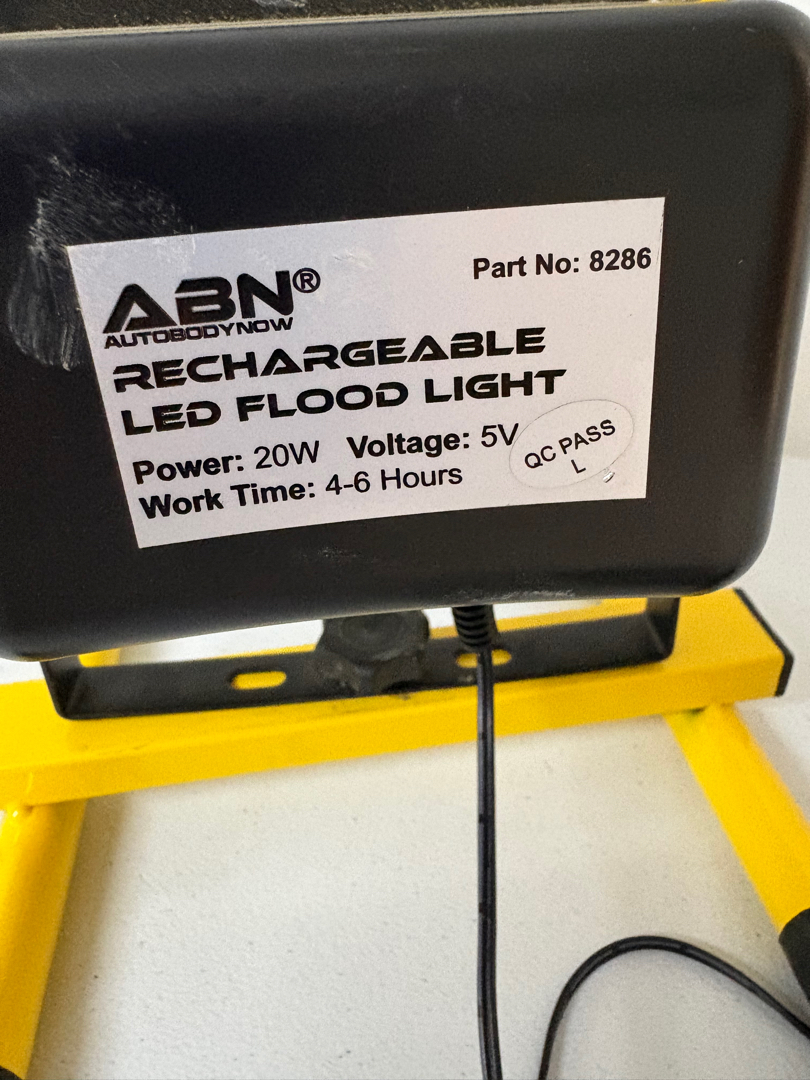 Part No: 8286
ABN®
AUTOBODYNOW
RECHARGEABLE
LED FLOOD LIGHT
Power: 20W Voltage: 5V
Work Time: 4-6 Hours
QC PASS
L